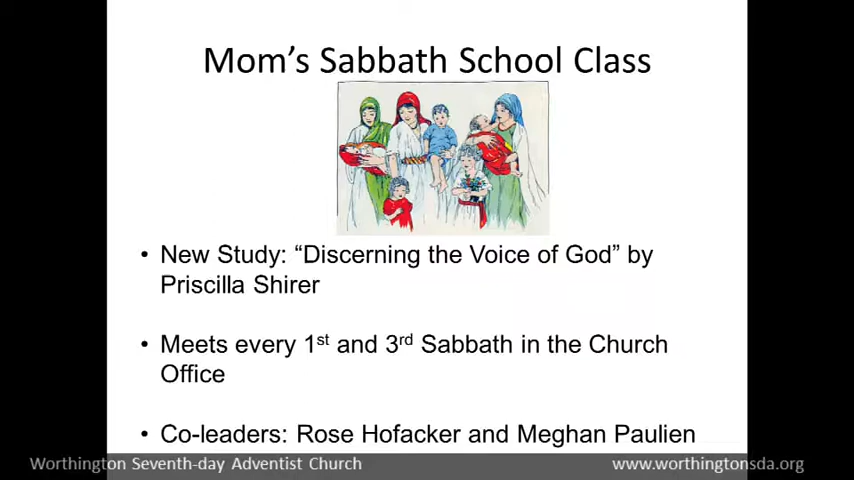 Mom’s Sabbath School Class
• New Study: “Discerning the Voice of God” by
Priscilla Shirer
• Meets every 1st and 3rd Sabbath in the Church
Office
• Co-leaders: Rose Hofacker and Meghan Paulien
Worthington Seventh-day Adventist Church www.worthingtonsda.org